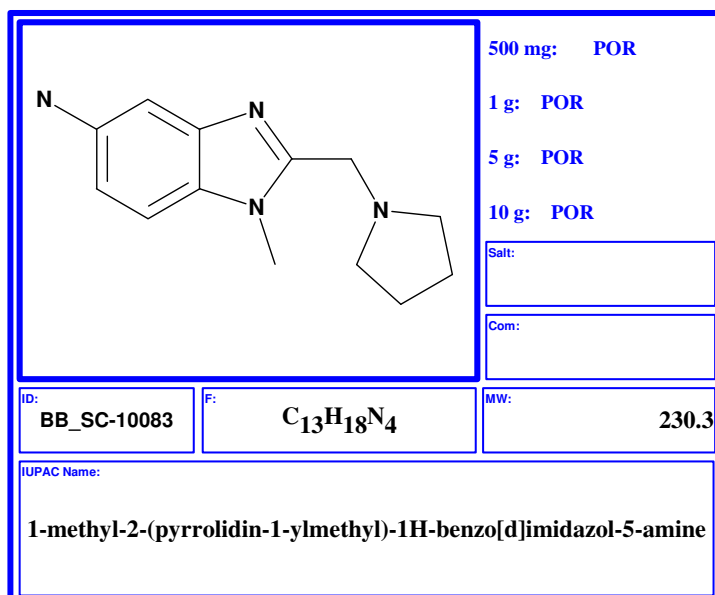 500 mg: POR
N
N
1 g: POR
5 g: POR
N
N
10 g: POR
Salt:
Com:
ID:
BB_SC-10083
F:
C13H18N4
MW:
230.3
IUPAC Name:
1-methyl-2-(pyrrolidin-1-ylmethyl)-1H-benzo[d]imidazol-5-amine